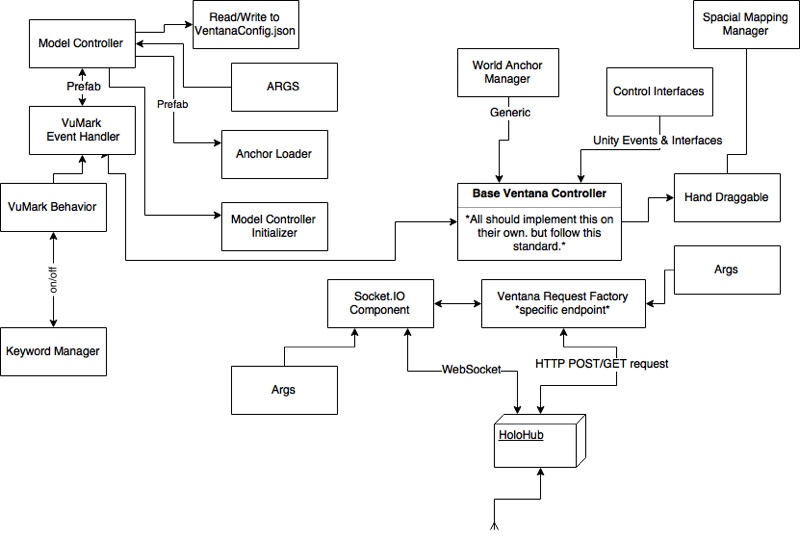 Read/Write to
VentanaConfig.json
Spacial Mapping
Manager
Model Controller
World Anchor
Manager
ARGS
Control Interfaces
Prefab
Prefab
Generic
VuMark
Event Handler
Anchor Loader
Unity Events & Interfaces
VuMark Behavior
Base Ventana Controller
*All should implement this on
their own. but follow this
standard.*
Hand Draggable
Model Controller
Initializer
on/off
Args
Socket.IO
Component
Ventana Request Factory
*specific endpoint*
Keyword Manager
Args
WebSocket
HTTP POST/GET request
HoloHub